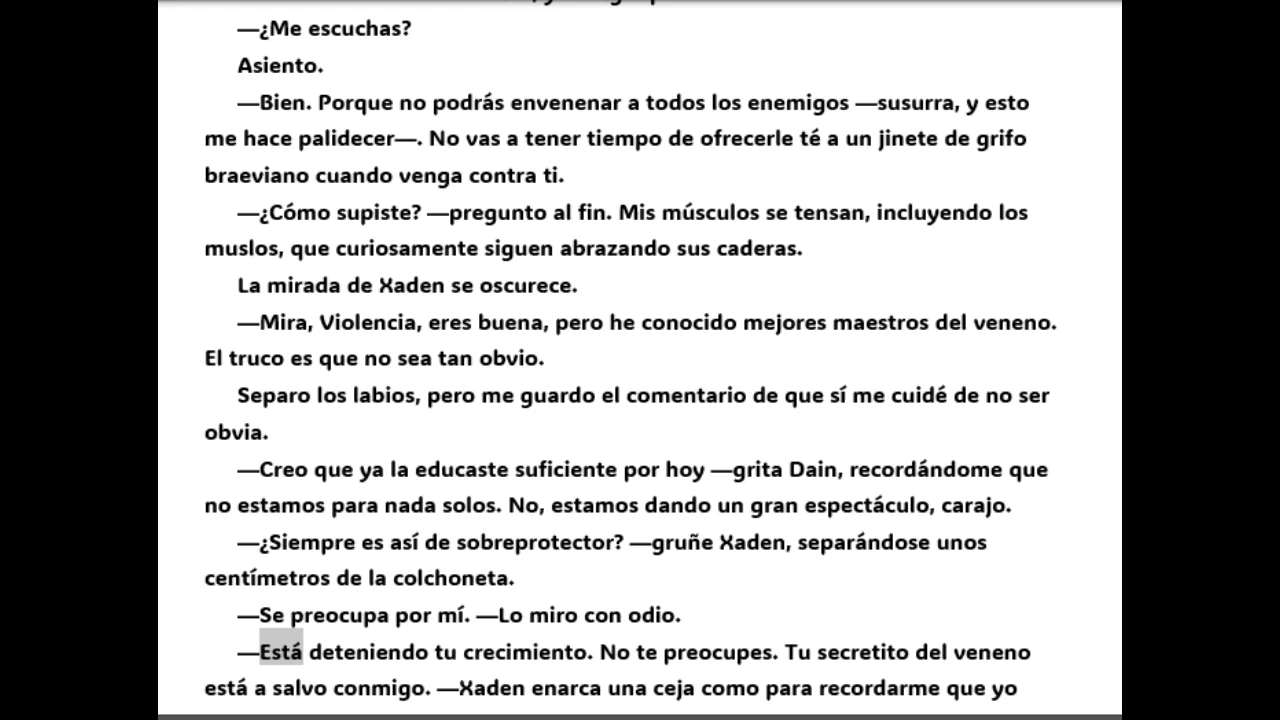 —¿Me escuchas?
Asiento.
—Bien. Porque no podrás envenenar a todos los enemigos —susurra, y esto
me hace palidecer—. No vas a tener tiempo de ofrecerle té a un jinete de grifo
braeviano cuando venga contra ti.
—¿Cómo supiste? —pregunto al fin. Mis músculos se tensan, incluyendo los
muslos, que curiosamente siguen abrazando sus caderas.
La mirada de Xaden se oscurece.
—Mira, Violencia, eres buena, pero he conocido mejores maestros del veneno.
El truco es que no sea tan obvio.
Separo los labios, pero me guardo el comentario de que sí me cuidé de no ser
obvia.
—Creo que ya la educaste suficiente por hoy —grita Dain, recordándome que
no estamos para nada solos. No, estamos dando un gran espectáculo, carajo.
—¿Siempre es así de sobreprotector? —gruñe Xaden, separándose unos
centímetros de la colchoneta.
—Se preocupa por mí. —Lo miro con odio.
—Está deteniendo tu crecimiento. No te preocupes. Tu secretito del veneno
está a salvo conmigo. —Xaden enarca una ceja como para recordarme que yo